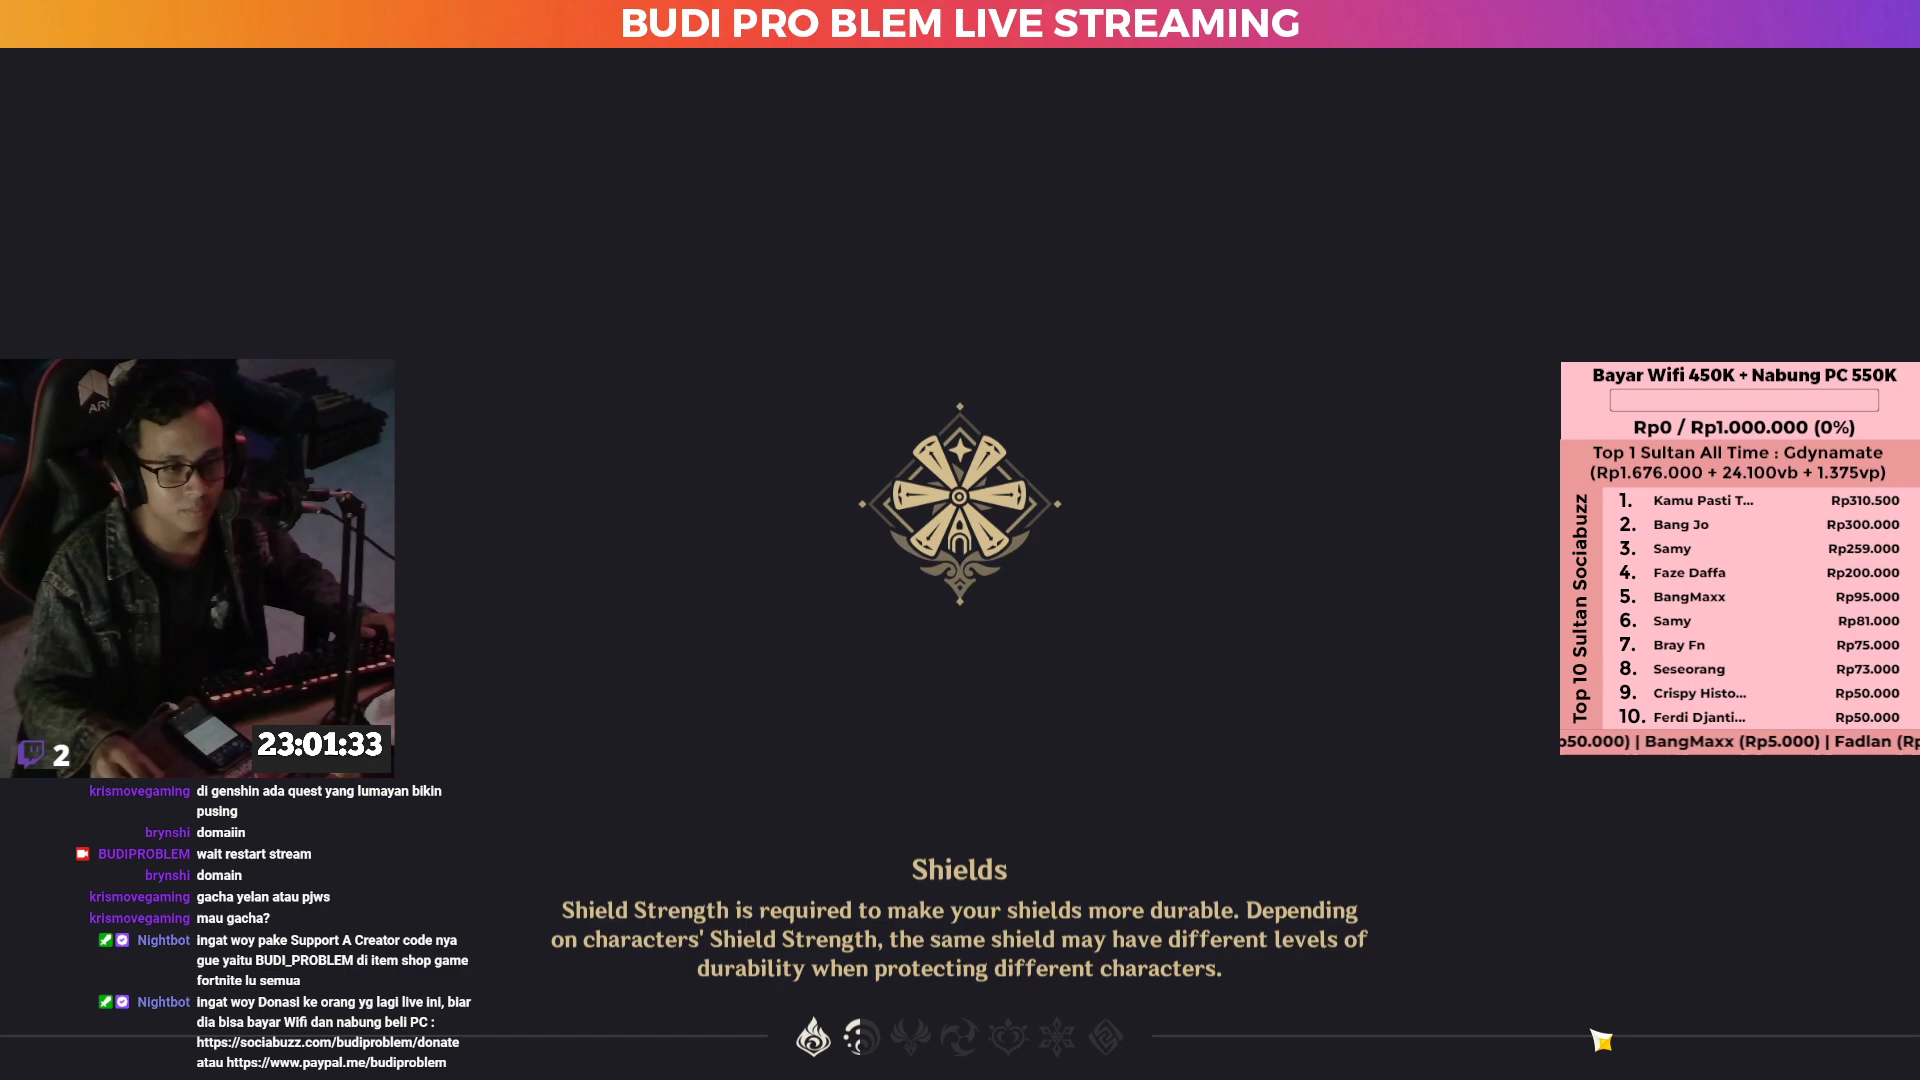 BUDI PRO BLEM LIVE STREAMING
23:01:33
2
krismovegaming di genshin ada quest yang lumayan bikin
pusing
brynshi domaiin
BUDIPROBLEM wait restart stream
brynshi domain
krismovegaming gacha yelan atau pjws
krismovegaming mau gacha?
Nightbot Ingat woy pake Support A Creator code nya
gue yaitu BUDI_PROBLEM di item shop game
fortnite lu semua
Nightbot Ingat woy Donasi ke orang yg lagi live ini, biar
dia bisa bayar Wifi dan nabung beli PC :
https://sociabuzz.com/budiproblem/donate
atau https://www.paypal.me/budiproblem
Shields
Shield Strength is required to make your shields more durable. Depending
on characters' Shield Strength, the same shield may have different levels of
durability when protecting different characters.
Bayar Wifi 450K + Nabung PC 550K
Rp0 / Rp1.000.000 (0%)
Top 1 Sultan All Time : Gdynamate
(Rp1.676.000 + 24.100vb + 1.375vp)
Top 10 Sultan Sociabuzz
1. Kamu Pasti T... Rp310.500
2. Bang Jo Rp300.000
3. Samy Rp259.000
4. Faze Daffa Rp200.000
5. BangMaxx Rp95.000
6. Samy Rp81.000
7. Bray Fn Rp75.000
8. Seseorang Rp73.000
9. Crispy Histo... Rp50.000
10. Ferdi Djanti... Rp50.000
p50.000) | BangMaxx (Rp5.000) | Fadlan (Rp